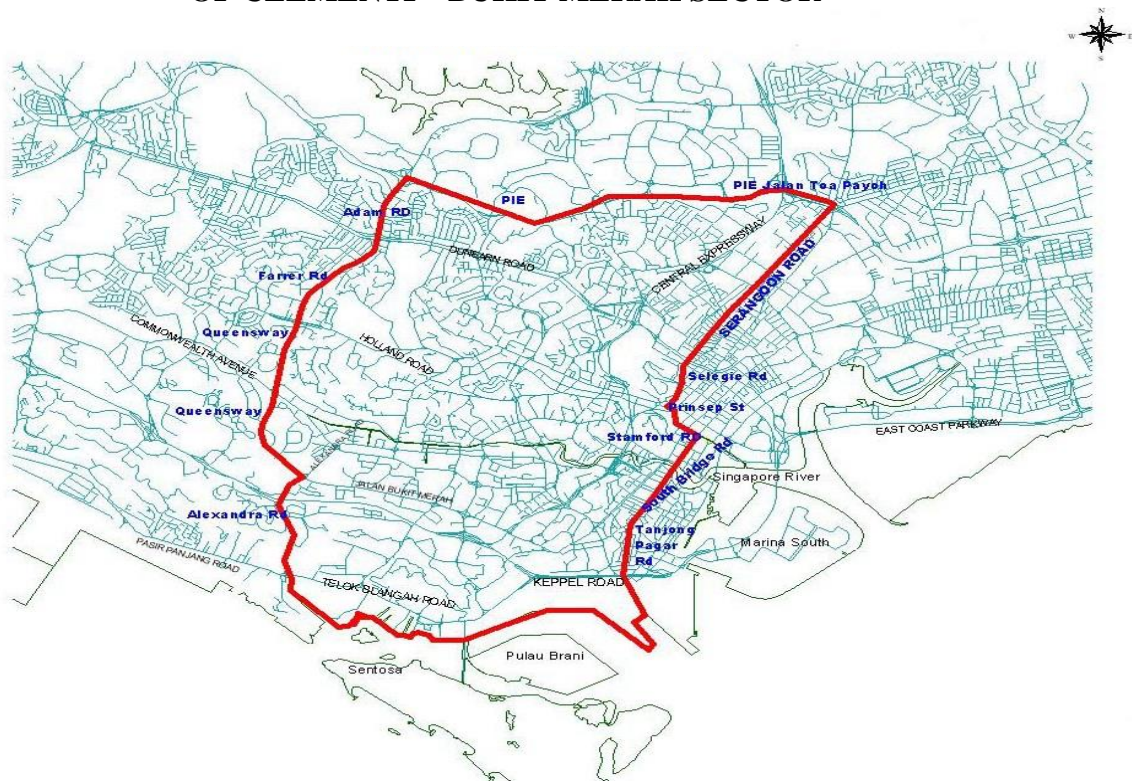 N
W E
S
PIE Jalan Toa Payoh
PIE
Adam RD
DUNEARN ROAD
CENTRAL EXPRESSWAY
SERANGOON ROAD
Farrer Rd
Queensway
COMMONWEALTH AVENUE
HOLLAND ROAD
Selegie Rd
Queensway
Prinsep St
Stamford RD
EAST COAST PARKWAY
South Bridge Rd
Singapore River
JALAN BUKIT MERAH
Alexandra Rd
Tanjong
Pagar
Rd
Marina South
PASIR PANJANG ROAD
TELOK BLANGAH ROAD
KEPPEL ROAD
Pulau Brani
Sentosa